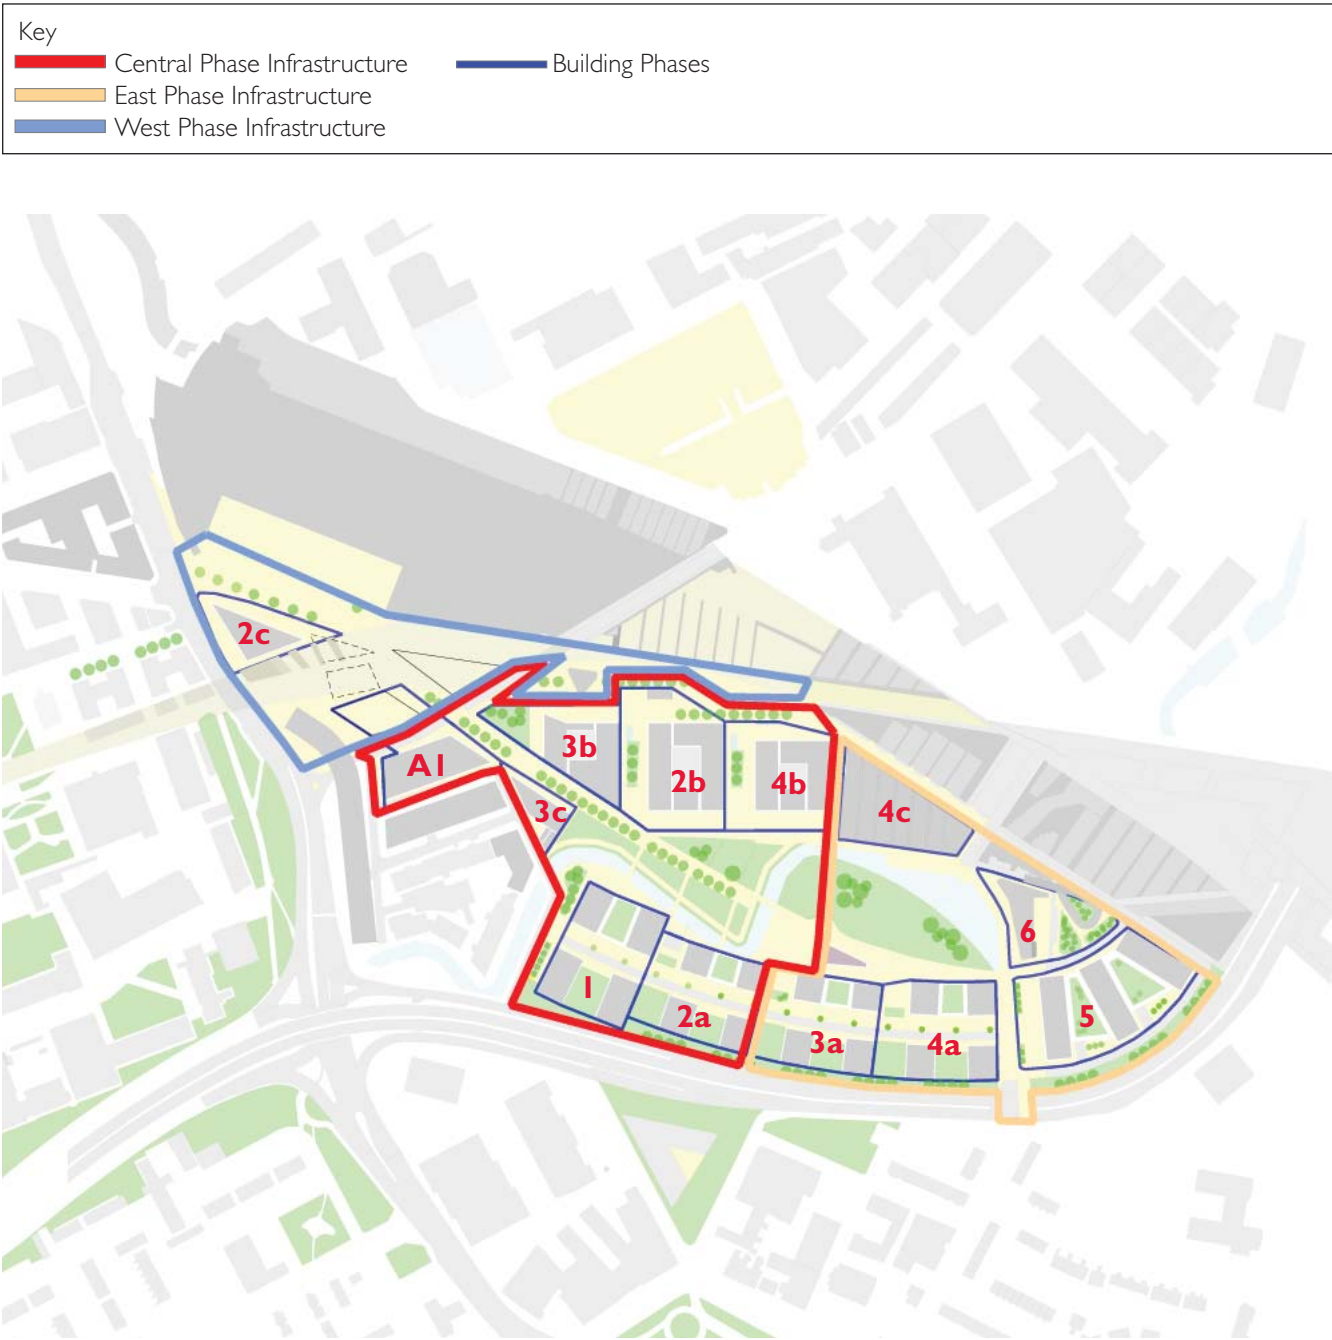 Key
Central Phase Infrastructure
Building Phases
East Phase Infrastructure
West Phase Infrastructure
2c
3b
A1
2b
4b
3c
4c
6
1
2a
5
3a
4a